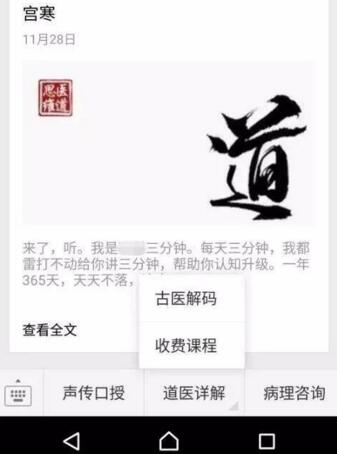 宫寒
11月28日
思医
维道
道
来了，听。我是三分钟。每天三分钟，我都
雷打不动给你讲三分钟，帮助你认知升级。一年
365天，天天不落，
古医解码
查看全文
收费课程
声传口授
道医详解
病理咨询